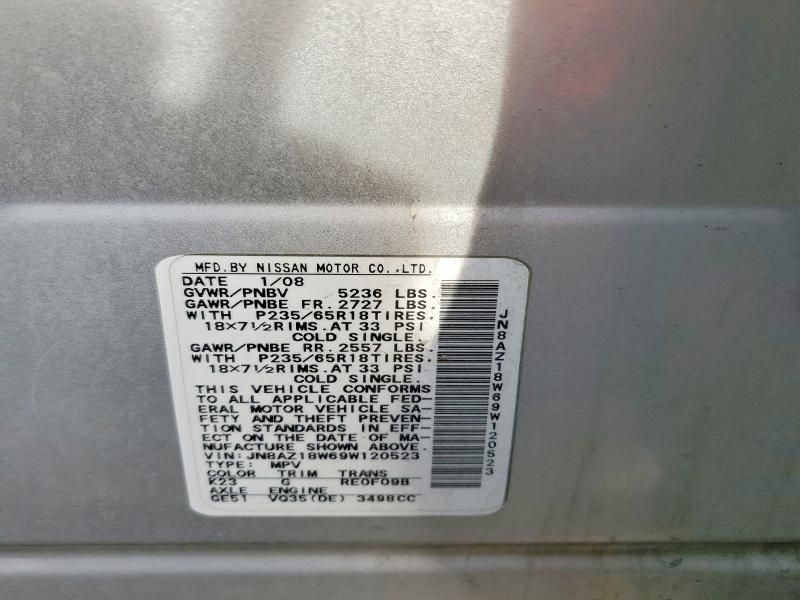 MFD.BY NISSAN MOTOR CO.,LTD.
DATE 1/08
GVWR/PNBV 5236 LBS.
GAWR/PNBE FR. 2727 LBS.
WITH P235/65R18TIRES.
18×7½RIMS.AT 33 PSI
COLD SINGLE.
GAWR/PNBE RR. 2557 LBS.
WITH P235/65R18TIRES.
18×7½RIMS.AT 33 PSI
COLD SINGLE.
THIS VEHICLE CONFORMS
TO ALL APPLICABLE FED-
ERAL MOTOR VEHICLE SA-
FETY AND THEFT PREVEN-
TION STANDARDS IN EFF-
ECT ON THE DATE OF MA-
NUFACTURE SHOWN ABOVE.
VIN:JN8AZ18W69W120523
TYPE: MPV
COLOR TRIM TRANS
K23 G RE0F09B
AXLE ENGINE
GE51 VQ35(DE) 3498CC
JN8AZ18W69W120523